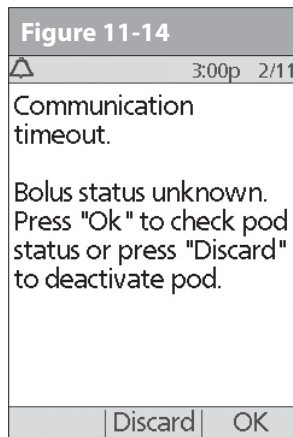 Figure 11-14
3:00p 2/11
Communication
timeout.
Bolus status unknown.
Press "Ok" to check pod
status or press "Discard"
to deactivate pod.
Discard OK